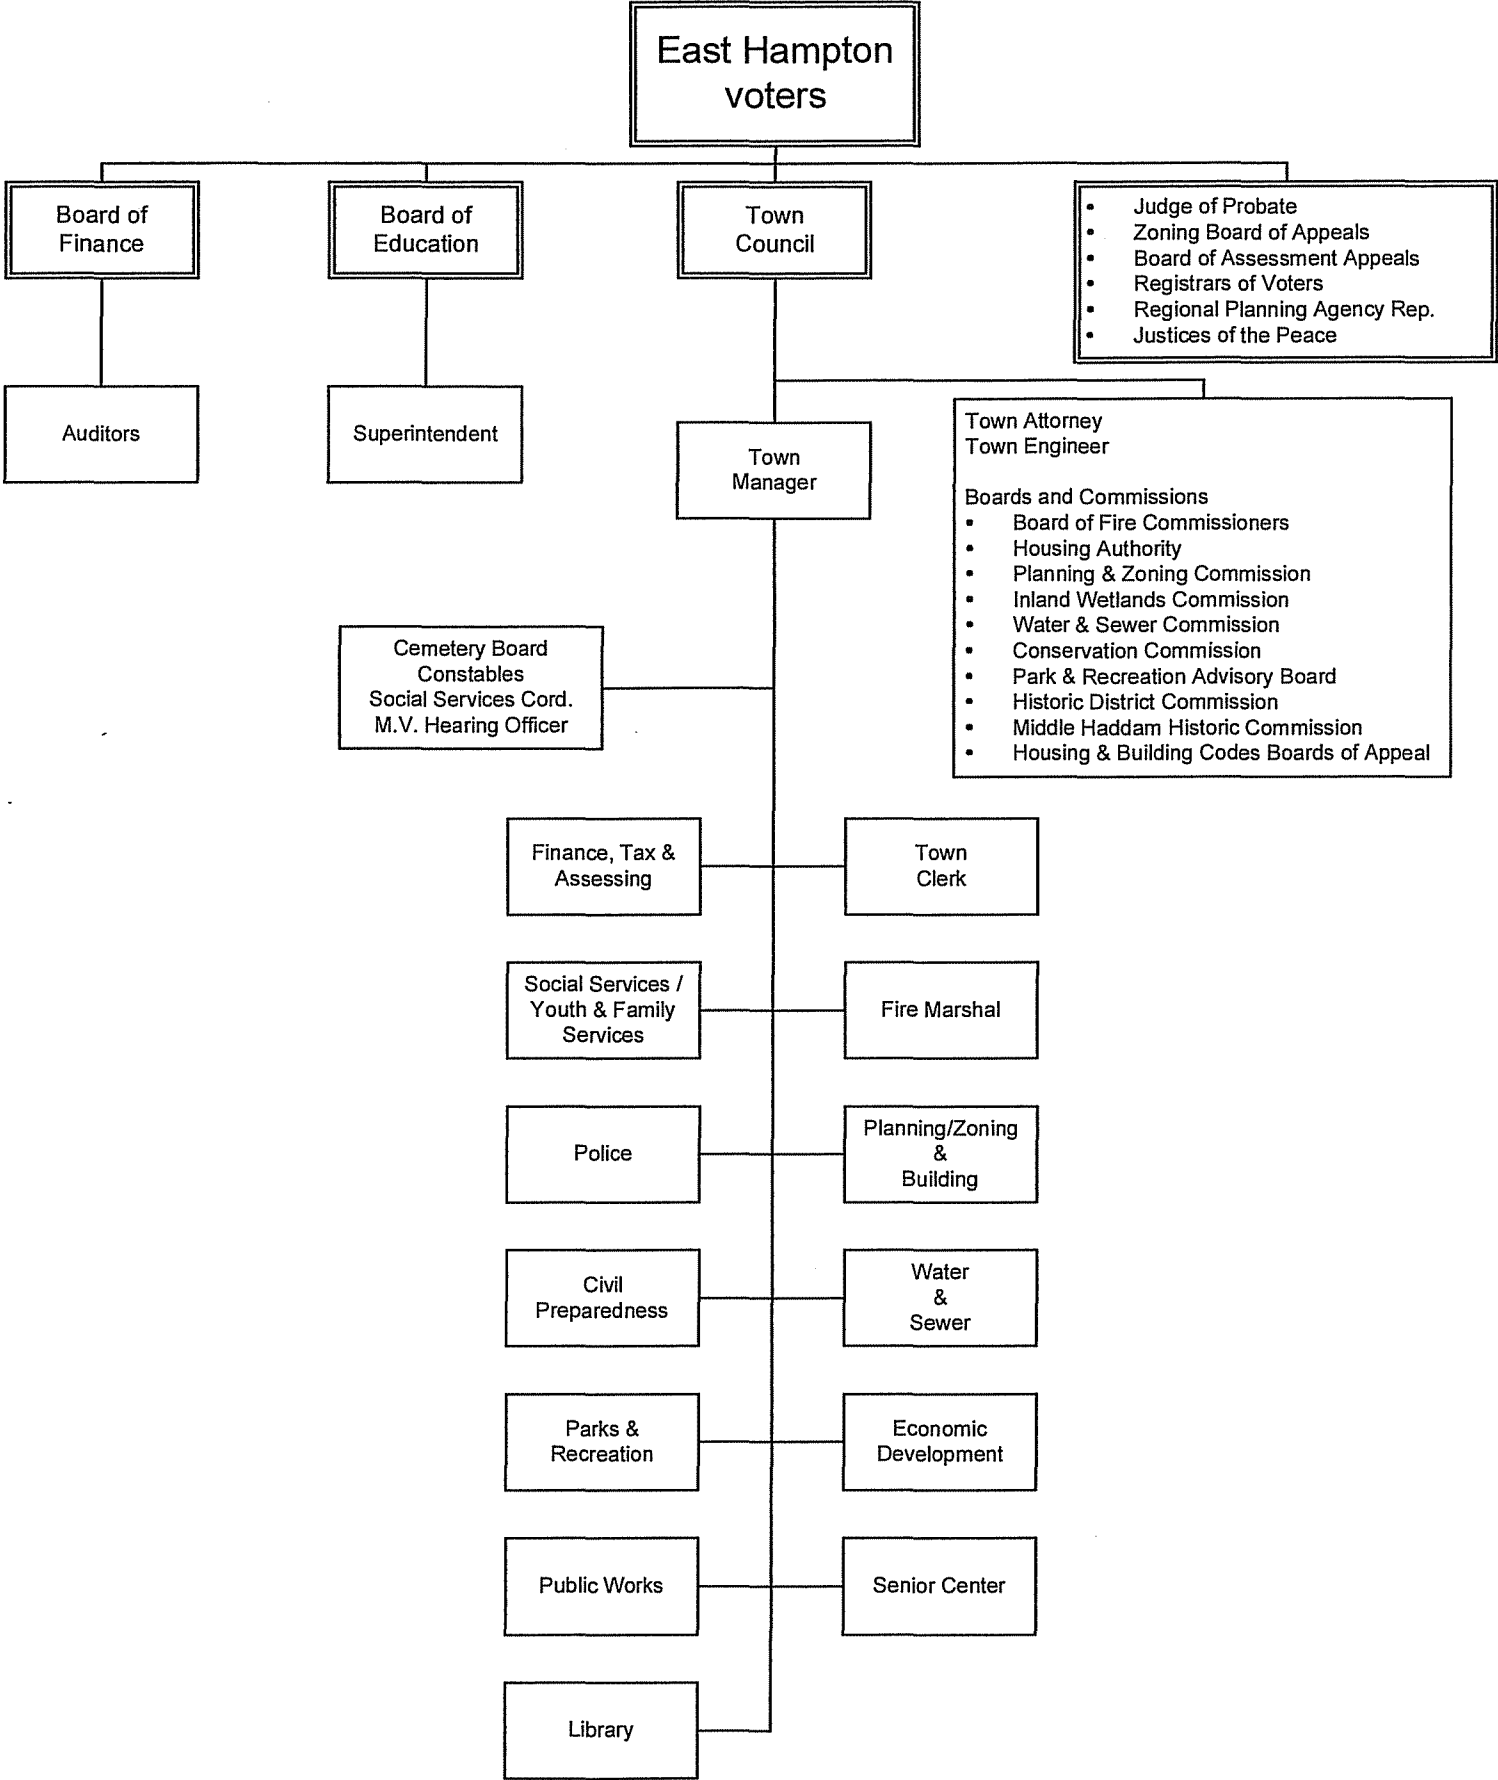 East Hampton
voters
Board of
Finance
Board of
Education
Town
Council
▪ Judge of Probate
▪ Zoning Board of Appeals
▪ Board of Assessment Appeals
▪ Registrars of Voters
▪ Regional Planning Agency Rep.
▪ Justices of the Peace
Auditors
Superintendent
Town
Manager
Town Attorney
Town Engineer
Boards and Commissions
▪ Board of Fire Commissioners
▪ Housing Authority
▪ Planning & Zoning Commission
▪ Inland Wetlands Commission
▪ Water & Sewer Commission
▪ Conservation Commission
▪ Park & Recreation Advisory Board
▪ Historic District Commission
▪ Middle Haddam Historic Commission
▪ Housing & Building Codes Boards of Appeal
Cemetery Board
Constables
Social Services Cord.
M.V. Hearing Officer
Finance, Tax &
Assessing
Town
Clerk
Social Services /
Youth & Family
Services
Fire Marshal
Police
Planning/Zoning
&
Building
Civil
Preparedness
Water
&
Sewer
Parks &
Recreation
Economic
Development
Public Works
Senior Center
Library